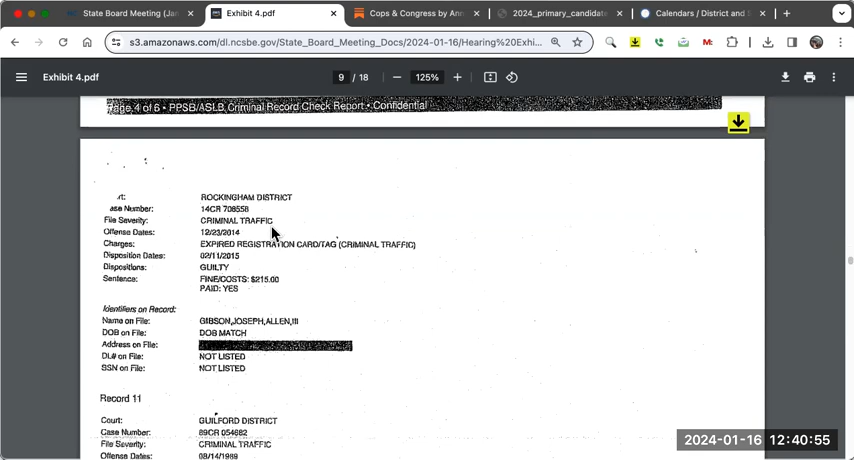 State Board Meeting (Jan
Exhibit 4.pdf
Cops & Congress by Ann
2024_primary_candidate
Calendars / District and S
s3.amazonaws.com/dl.ncsbe.gov/State_Board_Meeting_Docs/2024-01-16/Hearing%20Exhi...
Exhibit 4.pdf
9 / 18
125%
Page 4 of 6 • PPSB/ASLB Criminal Record Check Report • Confidential
rt: ROCKINGHAM DISTRICT
ase Number: 14CR 708558
File Severity: CRIMINAL TRAFFIC
Offense Dates: 12/23/2014
Charges: EXPIRED REGISTRATION CARD/TAG (CRIMINAL TRAFFIC)
Disposition Dates: 02/11/2015
Dispositions: GUILTY
Sentence: FINE/COSTS: $215.00
PAID: YES
Identifiers on Record:
Name on File: GIBSON,JOSEPH,ALLEN,III
DOB on File: DOB MATCH
Address on File:
DL# on File: NOT LISTED
SSN on File: NOT LISTED
Record 11
Court: GUILFORD DISTRICT
Case Number: 89CR 054682
File Severity: CRIMINAL TRAFFIC
Offense Dates: 08/14/1989
2024-01-16 12:40:55